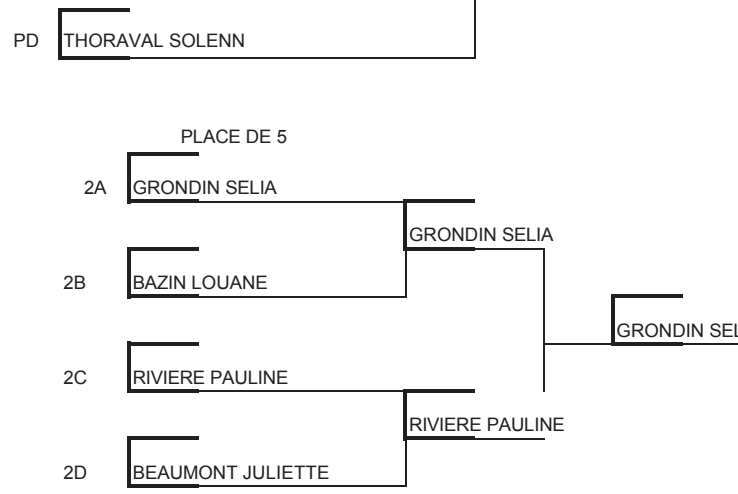 PD THORAVAL SOLENN
PLACE DE 5
2A GRONDIN SELIA
GRONDIN SELIA
2B BAZIN LOUANE
GRONDIN SEL
2C RIVIERE PAULINE
RIVIERE PAULINE
2D BEAUMONT JULIETTE